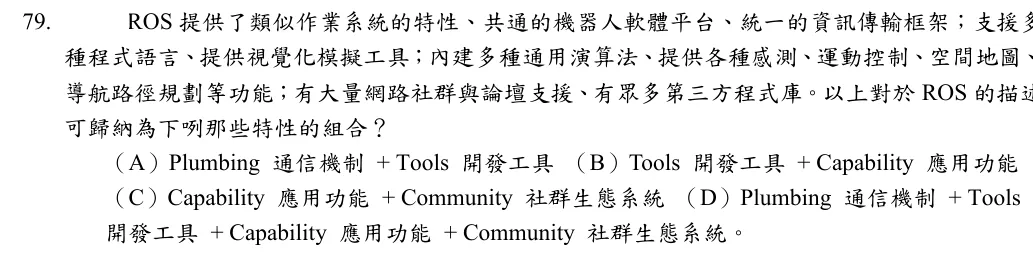 79. ROS 提供了類似作業系統的特性、共通的機器人軟體平台、統一的資訊傳輸框架；支援多
種程式語言、提供視覺化模擬工具；內建多種通用演算法、提供各種感測、運動控制、空間地圖、
導航路徑規劃等功能；有大量網路社群與論壇支援、有眾多第三方程式庫。以上對於 ROS 的描述
可歸納為下咧那些特性的組合？
（A）Plumbing 通信機制 + Tools 開發工具 （B）Tools 開發工具 + Capability 應用功能
（C）Capability 應用功能 + Community 社群生態系統 （D）Plumbing 通信機制 + Tools
開發工具 + Capability 應用功能 + Community 社群生態系統。